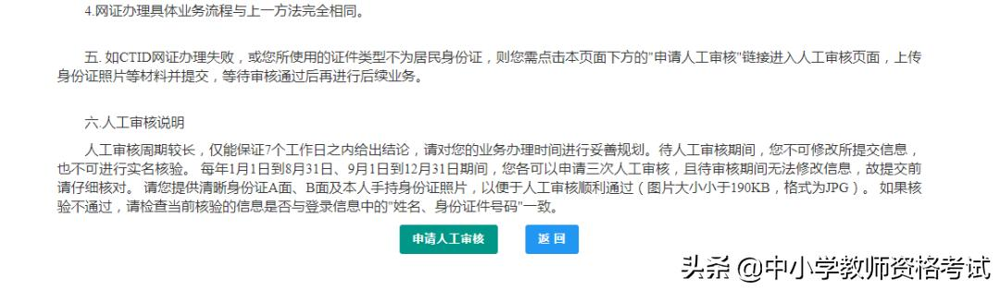 4.网证办理具体业务流程与上一方法完全相同。
五. 如CTID网证办理失败，或您所使用的证件类型不为居民身份证，则您需点击本页面下方的"申请人工审核"链接进入人工审核页面，上传
身份证照片等材料并提交，等待审核通过后再进行后续业务。
六.人工审核说明
人工审核周期较长，仅能保证7个工作日之内给出结论，请对您的业务办理时间进行妥善规划。待人工审核期间，您不可修改所提交信息，
也不可进行实名核验。 每年1月1日到8月31日、9月1日到12月31日期间，您各可以申请三次人工审核，且待审核期间无法修改信息，故提交前
请仔细核对。 请您提供清晰身份证A面、B面及本人手持身份证照片，以便于人工审核顺利通过（图片大小小于190KB，格式为JPG）。 如果核
验不通过，请检查当前核验的信息是否与登录信息中的"姓名、身份证件号码"一致。
申请人工审核 返 回
头条 @中小学教师资格考试